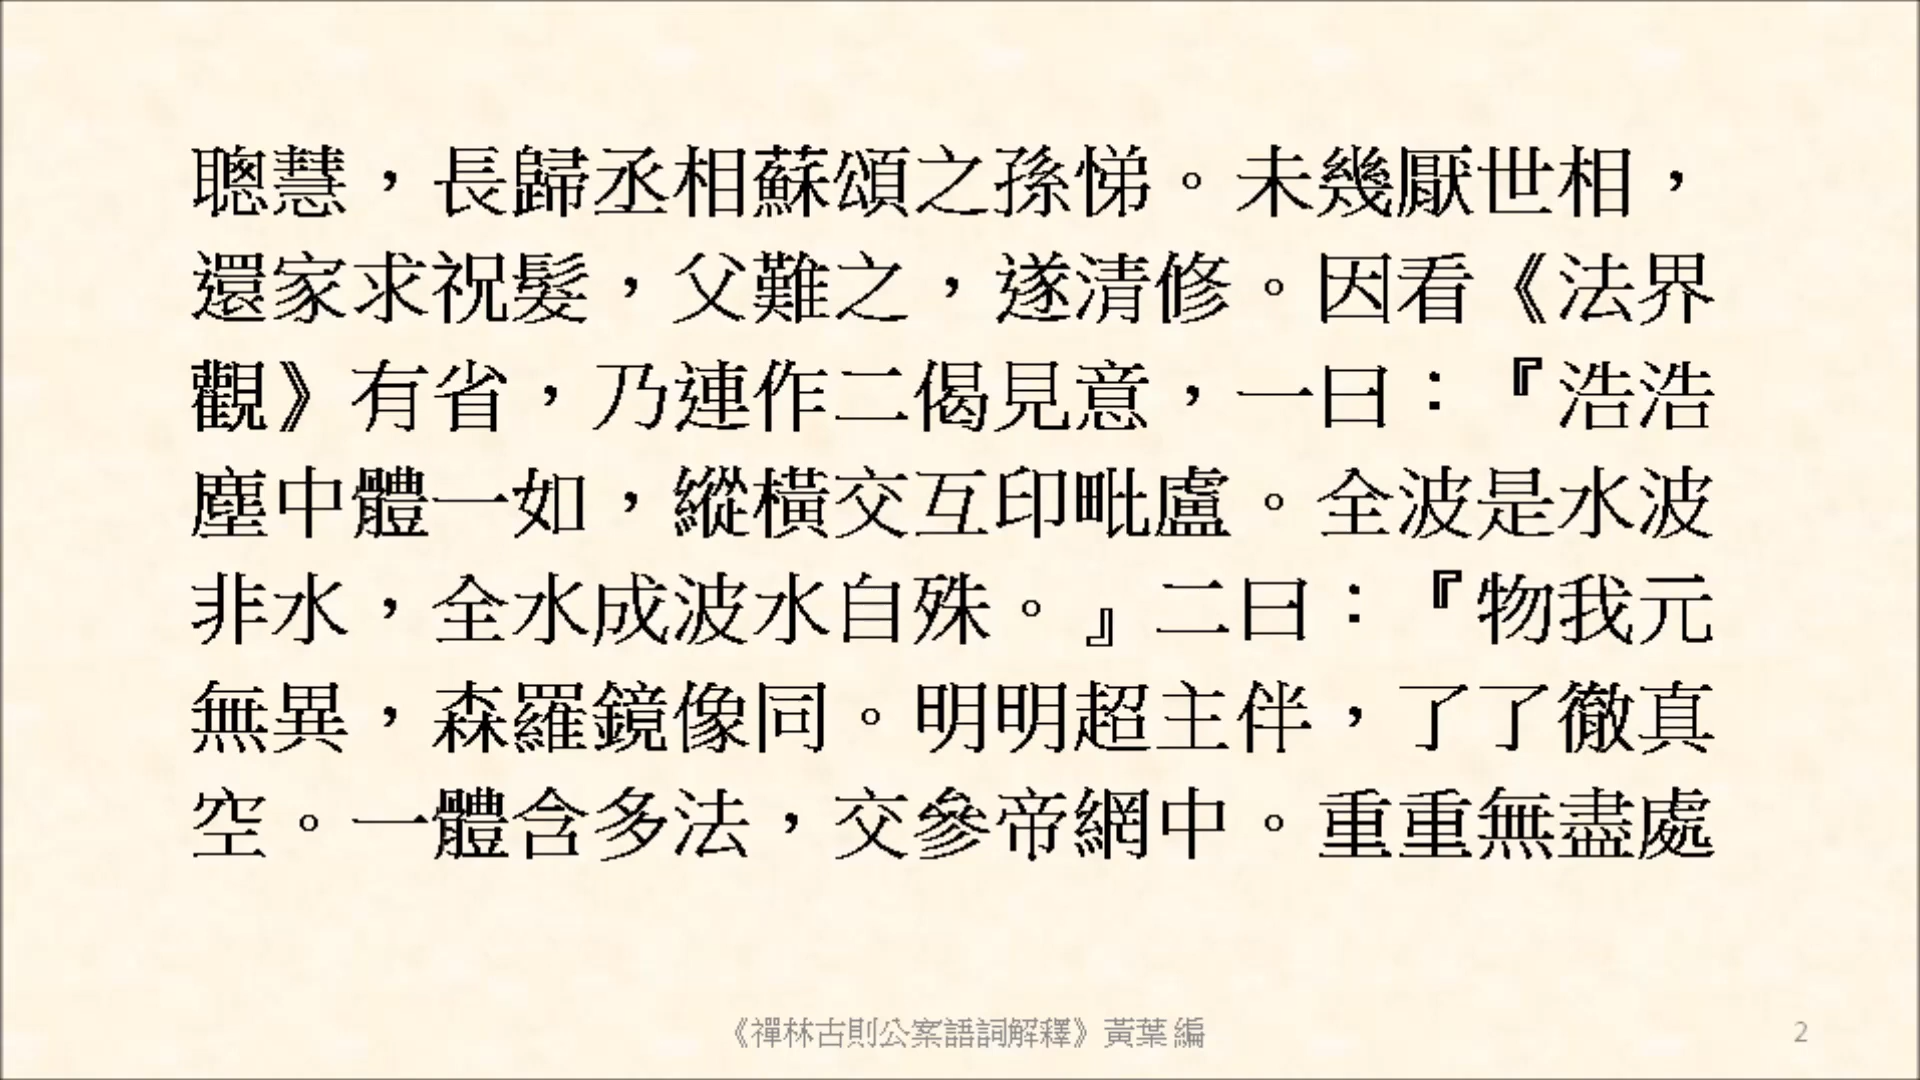 聰慧，長歸丞相蘇頌之孫悌。未幾厭世相，
還家求祝髮，父難之，遂清修。因看《法界
觀》有省，乃連作二偈見意，一曰：『浩浩
塵中體一如，縱橫交互印毗盧。全波是水波
非水，全水成波水自殊。』二曰：『物我元
無異，森羅鏡像同。明明超主伴，了了徹真
空。一體含多法，交參帝網中。重重無盡處
《禪林古則公案語詞解釋》黃葉 編
2